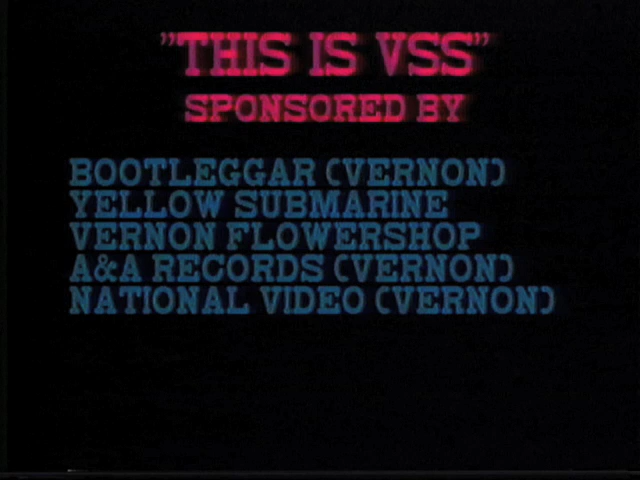 "THIS IS VSS"
SPONSORED BY
BOOTLEGGAR (VERNON)
YELLOW SUBMARINE
VERNON FLOWERSHOP
A&A RECORDS (VERNON)
NATIONAL VIDEO (VERNON)